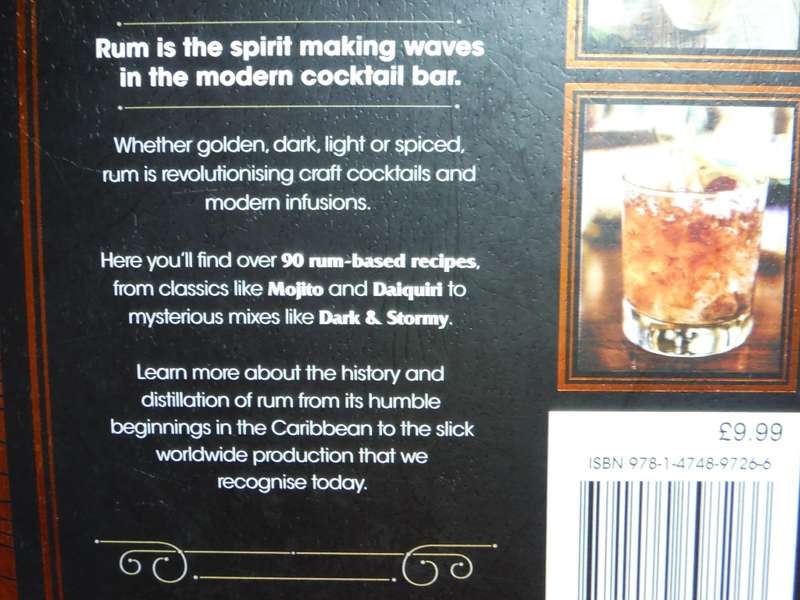 Rum is the spirit making waves
in the modern cocktail bar.
Whether golden, dark, light or spiced,
rum is revolutionising craft cocktails and
modern infusions.
Here you'll find over 90 rum-based recipes,
from classics like Mojito and Daiquiri to
mysterious mixes like Dark & Stormy.
Learn more about the history and
distillation of rum from its humble
beginnings in the Caribbean to the slick
worldwide production that we
recognise today.
£9.99
ISBN 978-1-4748-9726-6